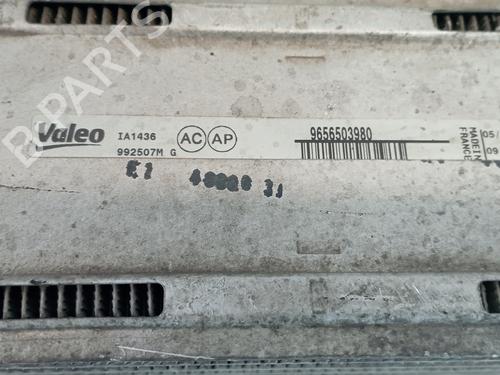 B-PARTS
Valeo IA1436 AC AP 9656503980 MADE IN FRANCE 05/
992507M G 09